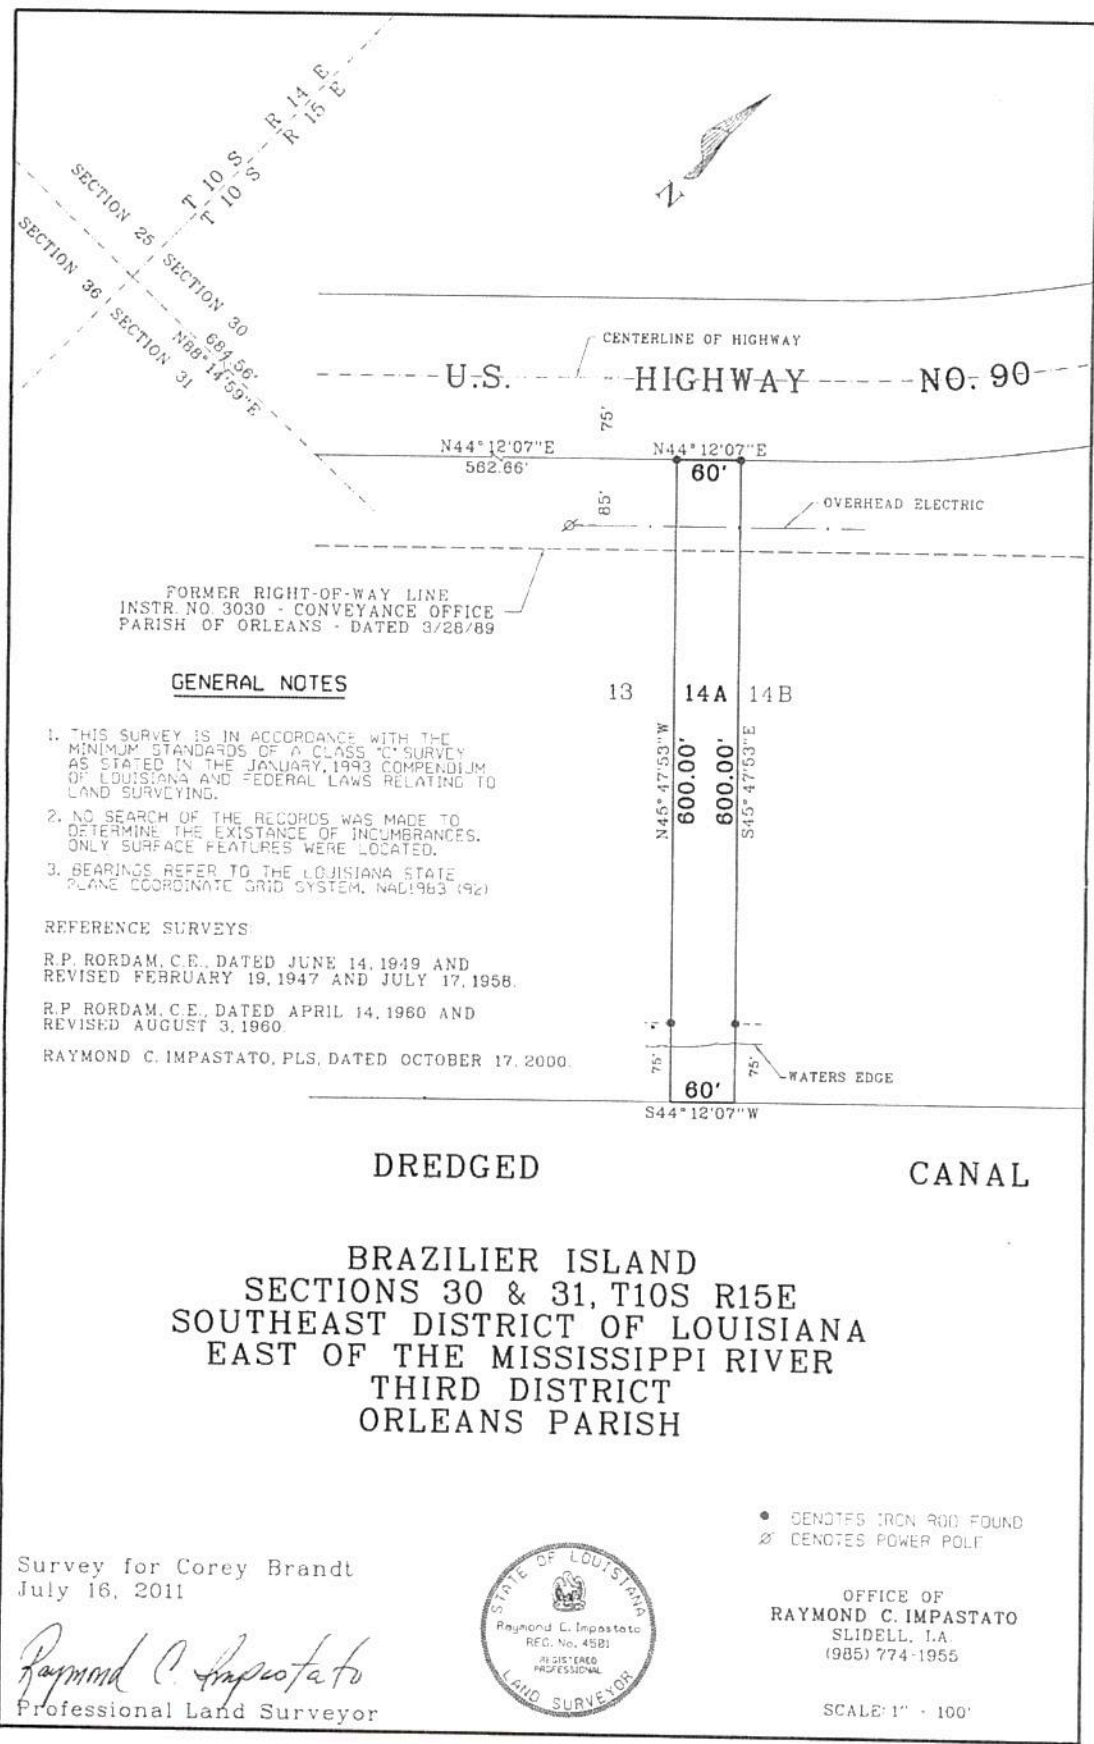 T 10 S R 14 E
T 10 S R 15 E
N
SECTION 25
SECTION 30
SECTION 36
SECTION 31
684.56'
N88°14'59"E
CENTERLINE OF HIGHWAY
U.S. HIGHWAY NO. 90
75'
N44°12'07"E
562.66'
N44°12'07"E
60'
85'
OVERHEAD ELECTRIC
FORMER RIGHT-OF-WAY LINE
INSTR. NO. 3030 - CONVEYANCE OFFICE
PARISH OF ORLEANS - DATED 3/28/89
GENERAL NOTES
13
14A
14B
1. THIS SURVEY IS IN ACCORDANCE WITH THE
MINIMUM STANDARDS OF A CLASS "C" SURVEY
AS STATED IN THE JANUARY, 1993 COMPENDIUM
OF LOUISIANA AND FEDERAL LAWS RELATING TO
LAND SURVEYING.
2. NO SEARCH OF THE RECORDS WAS MADE TO
DETERMINE THE EXISTANCE OF INCUMBRANCES.
ONLY SURFACE FEATURES WERE LOCATED.
3. BEARINGS REFER TO THE LOUISIANA STATE
PLANE COORDINATE GRID SYSTEM, NAD1983 (92)
N45°47'53"W
600.00'
600.00'
S45°47'53"E
REFERENCE SURVEYS
R.P. RORDAM, C.E., DATED JUNE 14, 1949 AND
REVISED FEBRUARY 19, 1947 AND JULY 17, 1958.
R.P. RORDAM, C.E., DATED APRIL 14, 1960 AND
REVISED AUGUST 3, 1960.
RAYMOND C. IMPASTATO, PLS, DATED OCTOBER 17, 2000.
75'
75'
WATERS EDGE
60'
S44°12'07"W
DREDGED CANAL
BRAZILIER ISLAND
SECTIONS 30 & 31, T10S R15E
SOUTHEAST DISTRICT OF LOUISIANA
EAST OF THE MISSISSIPPI RIVER
THIRD DISTRICT
ORLEANS PARISH
● DENOTES IRON ROD FOUND
Ø DENOTES POWER POLE
Survey for Corey Brandt
July 16, 2011
Raymond C. Impastato
Professional Land Surveyor
STATE OF LOUISIANA
Raymond C. Impastato
REG. No. 4581
REGISTERED
PROFESSIONAL
LAND SURVEYOR
OFFICE OF
RAYMOND C. IMPASTATO
SLIDELL, LA.
(985) 774-1955
SCALE: 1" - 100'